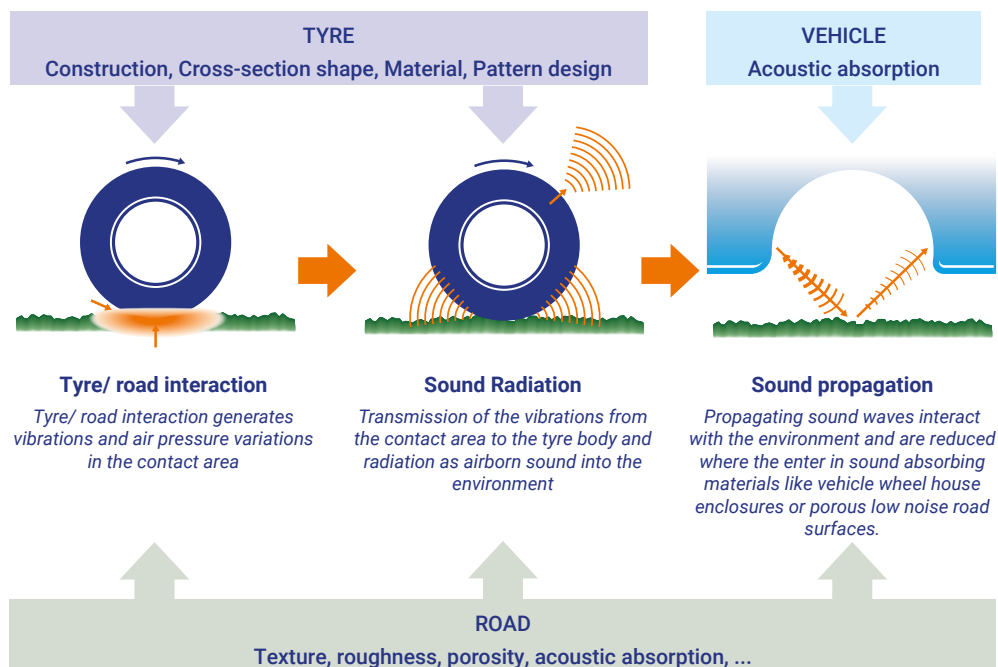 TYRE
Construction, Cross-section shape, Material, Pattern design
VEHICLE
Acoustic absorption
Tyre/ road interaction
Tyre/ road interaction generates
vibrations and air pressure variations
in the contact area
Sound Radiation
Transmission of the vibrations from
the contact area to the tyre body and
radiation as airborn sound into the
environment
Sound propagation
Propagating sound waves interact
with the environment and are reduced
where the enter in sound absorbing
materials like vehicle wheel house
enclosures or porous low noise road
surfaces.
ROAD
Texture, roughness, porosity, acoustic absorption, ...